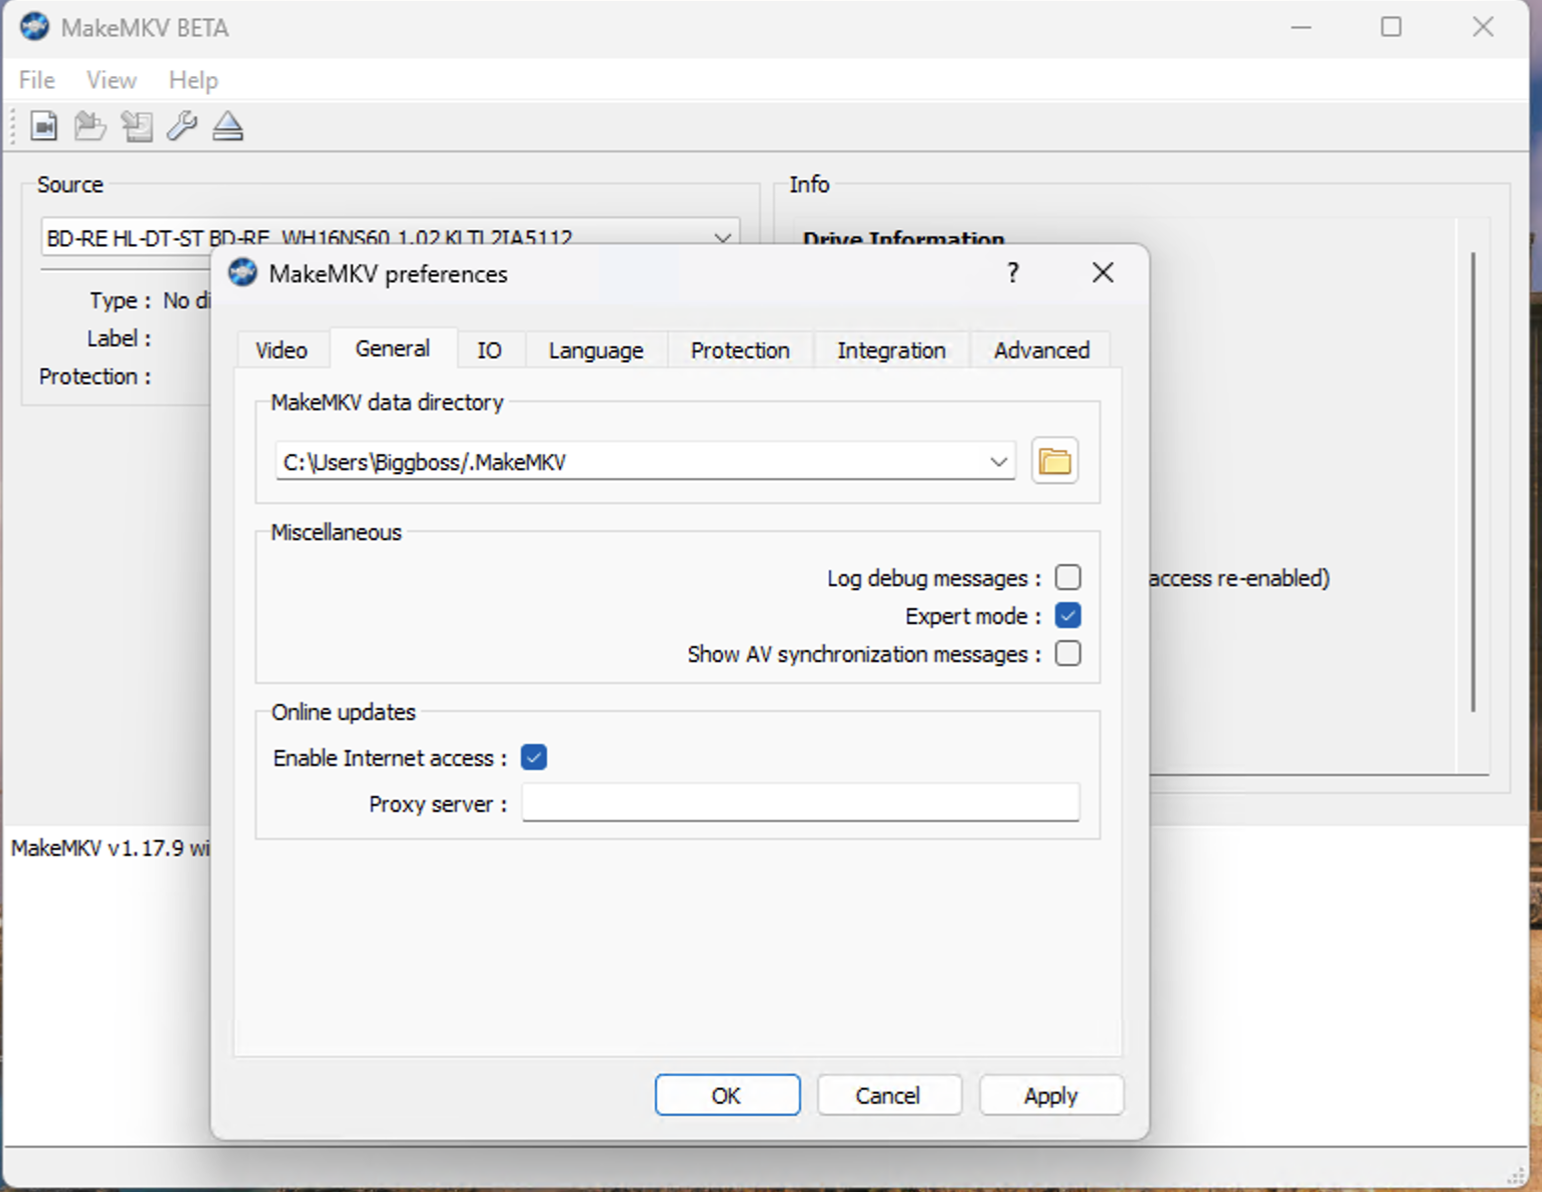 MakeMKV BETA
File View Help
Source
BD-RE HL-DT-ST BD-RE WH16NS60 1.02 KLTL2IA5112
Type : No di
Label :
Protection :
Info
Drive Information
access re-enabled)
MakeMKV v1.17.9 wi
MakeMKV preferences
?
Video General IO Language Protection Integration Advanced
MakeMKV data directory
C:\Users\Biggboss/.MakeMKV
Miscellaneous
Log debug messages :
Expert mode :
Show AV synchronization messages :
Online updates
Enable Internet access :
Proxy server :
OK Cancel Apply